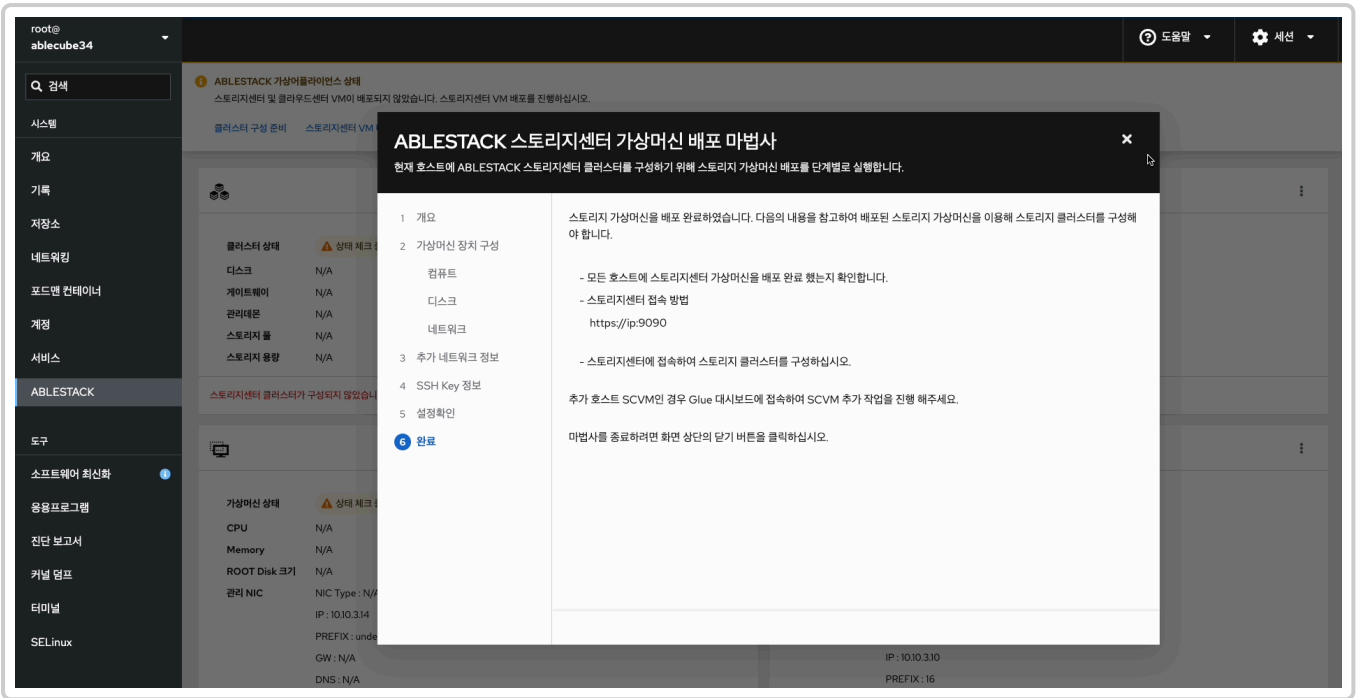 root@
ablecube34
도움말
세션
검색
시스템
개요
기록
저장소
네트워킹
포드맨 컨테이너
계정
서비스
ABLESTACK
도구
소프트웨어 최신화
응용프로그램
진단 보고서
커널 덤프
터미널
SELinux
ABLESTACK 가상어플라이언스 상태
스토리지센터 및 클라우드센터 VM이 배포되지 않았습니다. 스토리지센터 VM 배포를 진행하십시오.
클러스터 구성 준비 스토리지센터 VM
클러스터 상태 상태 체크
디스크 N/A
게이트웨이 N/A
관리데몬 N/A
스토리지 풀 N/A
스토리지 용량 N/A
스토리지센터 클러스터가 구성되지 않았습니
가상머신 상태 상태 체크
CPU N/A
Memory N/A
ROOT Disk 크기 N/A
관리 NIC NIC Type : N/A
IP : 10.10.3.14
PREFIX : unde
GW : N/A
DNS : N/A
IP : 10.10.3.10
PREFIX : 16
ABLESTACK 스토리지센터 가상머신 배포 마법사
현재 호스트에 ABLESTACK 스토리지센터 클러스터를 구성하기 위해 스토리지 가상머신 배포를 단계별로 실행합니다.
1 개요
2 가상머신 장치 구성
컴퓨트
디스크
네트워크
3 추가 네트워크 정보
4 SSH Key 정보
5 설정확인
6 완료
스토리지 가상머신을 배포 완료하였습니다. 다음의 내용을 참고하여 배포된 스토리지 가상머신을 이용해 스토리지 클러스터를 구성해
야 합니다.
- 모든 호스트에 스토리지센터 가상머신을 배포 완료 했는지 확인합니다.
- 스토리지센터 접속 방법
https://ip:9090
- 스토리지센터에 접속하여 스토리지 클러스터를 구성하십시오.
추가 호스트 SCVM인 경우 Glue 대시보드에 접속하여 SCVM 추가 작업을 진행 해주세요.
마법사를 종료하려면 화면 상단의 닫기 버튼을 클릭하십시오.